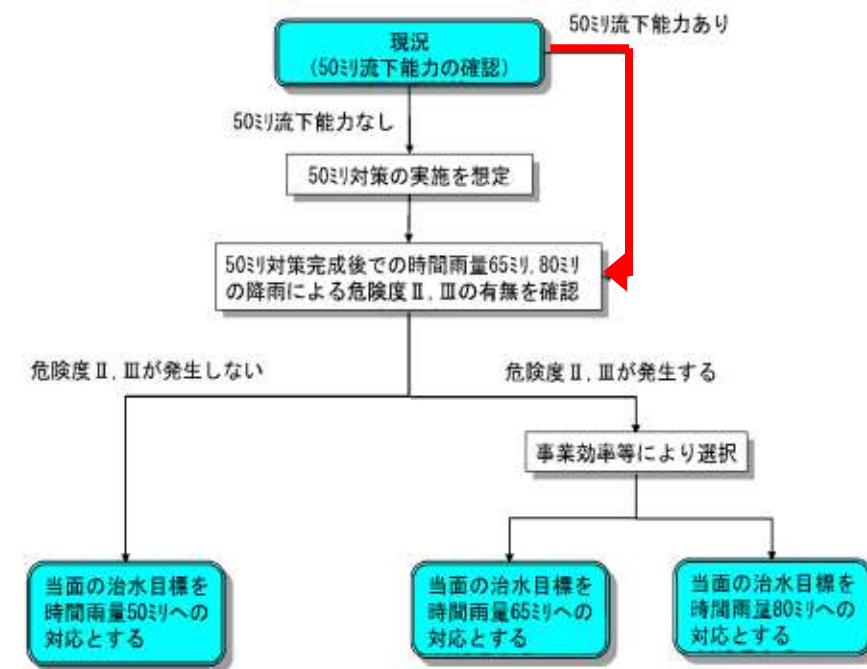 50ミリ流下能力あり
現況
(50ミリ流下能力の確認)
50ミリ流下能力なし
50ミリ対策の実施を想定
50ミリ対策完成後での時間雨量65ミリ, 80ミリ
の降雨による危険度Ⅱ, Ⅲの有無を確認
危険度Ⅱ, Ⅲが発生しない
危険度Ⅱ, Ⅲが発生する
事業効率等により選択
当面の治水目標を
時間雨量50ミリへの
対応とする
当面の治水目標を
時間雨量65ミリへの
対応とする
当面の治水目標を
時間雨量80ミリへの
対応とする